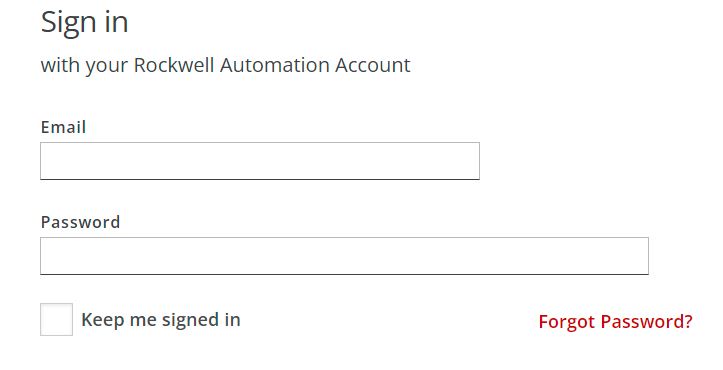 Sign in
with your Rockwell Automation Account
Email
Password
Keep me signed in
Forgot Password?